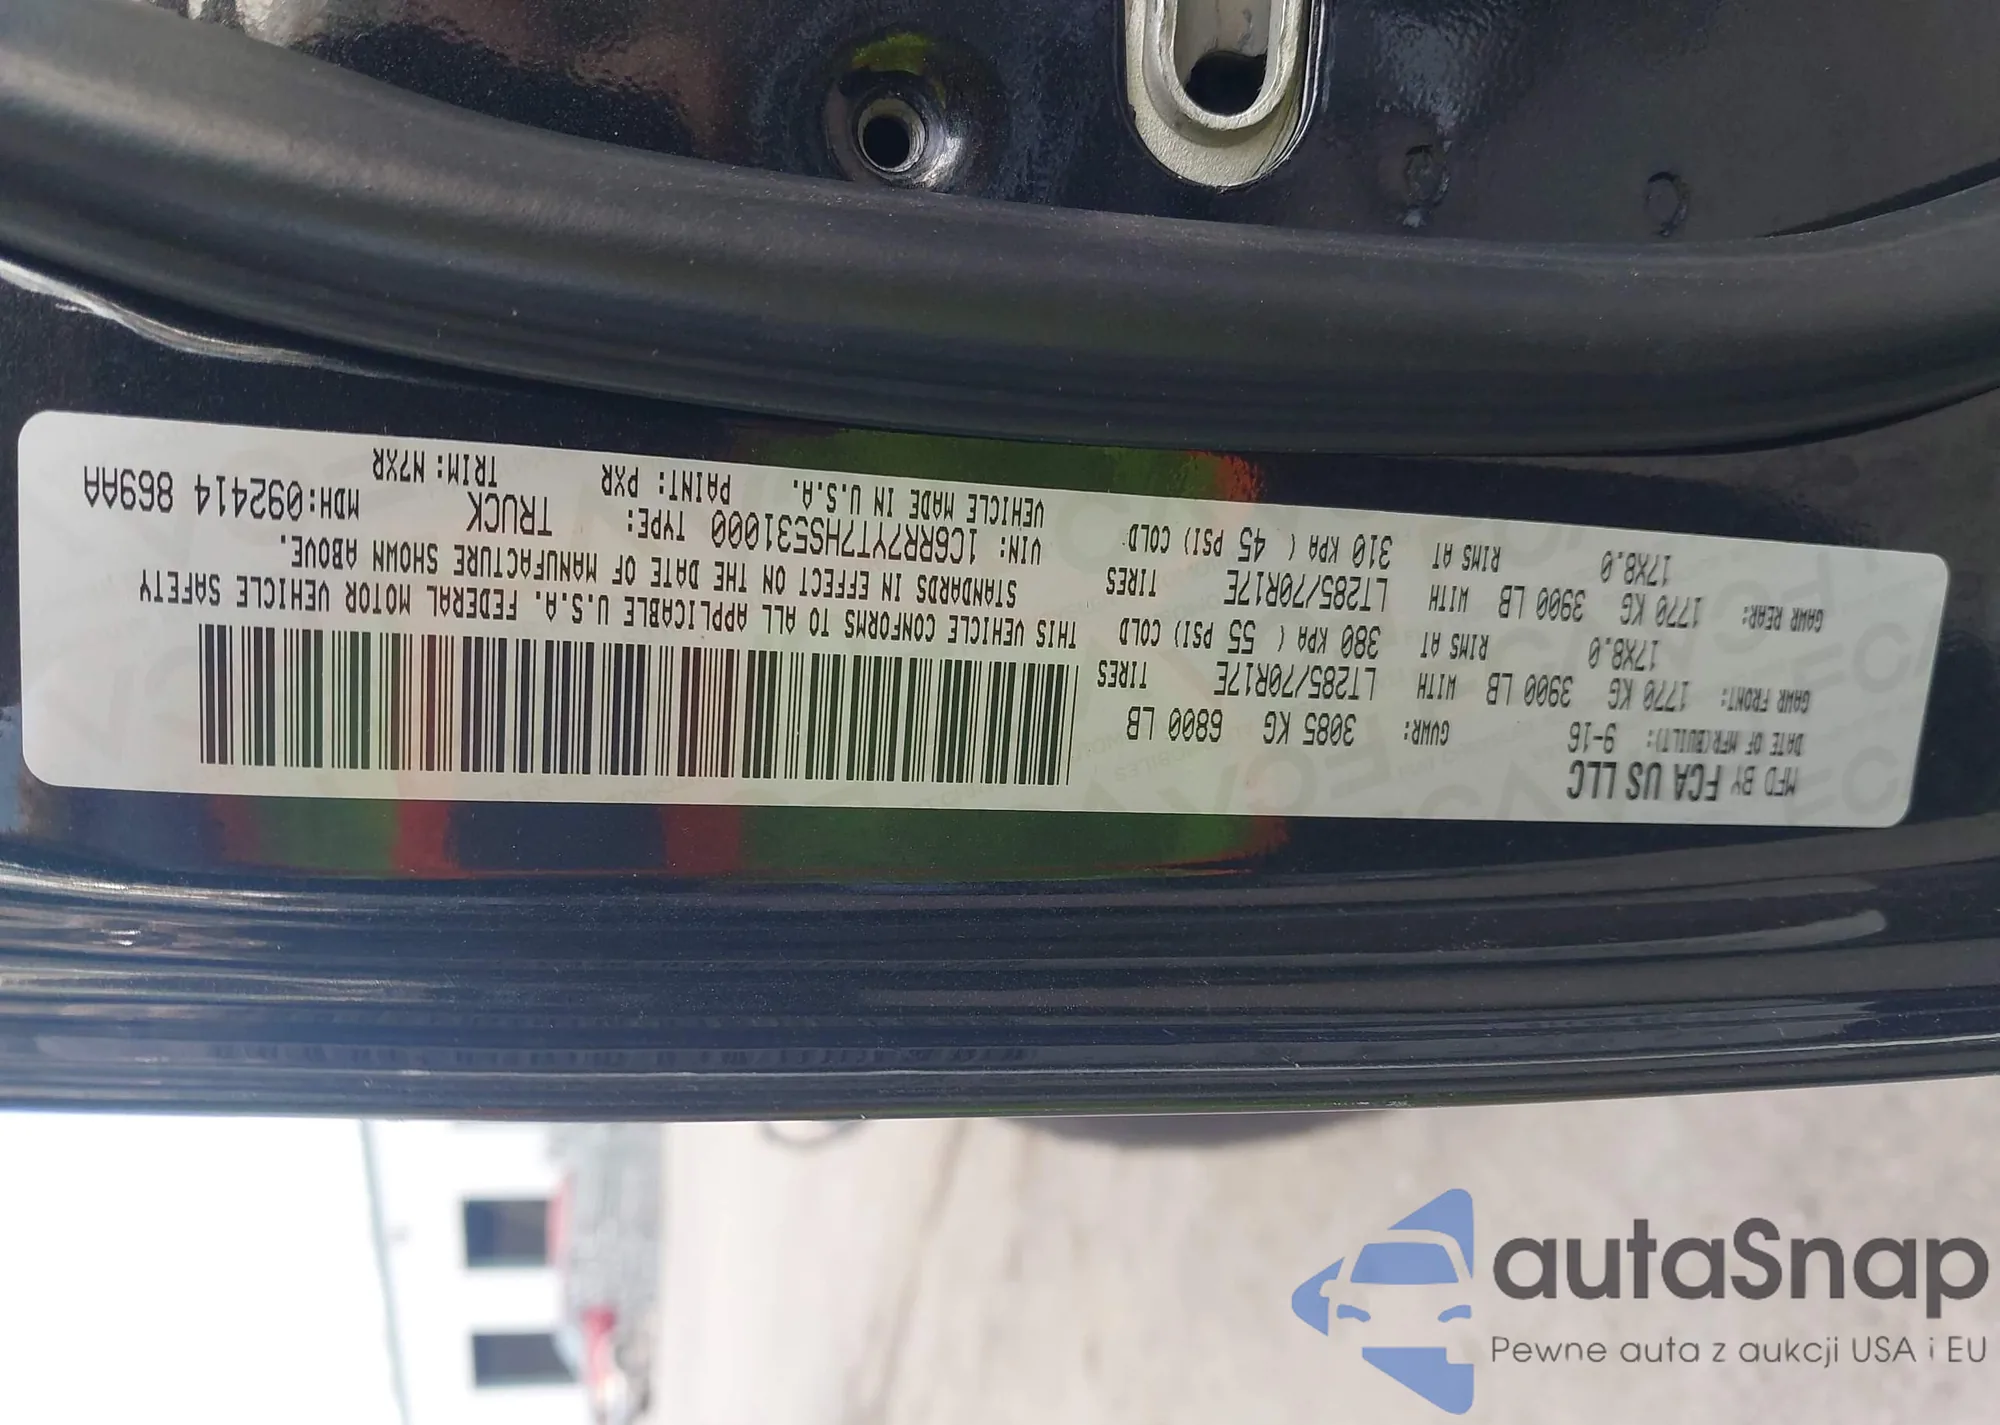 MFD BY FCA US LLC
DATE OF MFR(BUILT): 9-16 GVWR: 3085 KG 6800 LB
GAWR FRONT: 1770 KG 3900 LB WITH LT285/70R17E TIRES
17X8.0 RIMS AT 380 KPA ( 55 PSI) COLD
GAWR REAR: 1770 KG 3900 LB WITH LT285/70R17E TIRES
17X8.0 RIMS AT 310 KPA ( 45 PSI) COLD
THIS VEHICLE CONFORMS TO ALL APPLICABLE U.S.A. FEDERAL MOTOR VEHICLE SAFETY
STANDARDS IN EFFECT ON THE DATE OF MANUFACTURE SHOWN ABOVE.
VIN: 1C6RR7YT7HS531000 TYPE: TRUCK MDH:092414 869AA
VEHICLE MADE IN U.S.A. PAINT: PXR TRIM: N7XR
autaSnap
Pewne auta z aukcji USA i EU